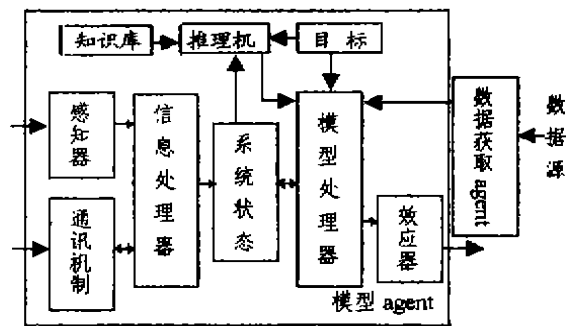 知识库
推理机
目标
感知器
信息处理器
系统状态
模型处理器
数据获取agent
数据源
通讯机制
效应器
模型 agent